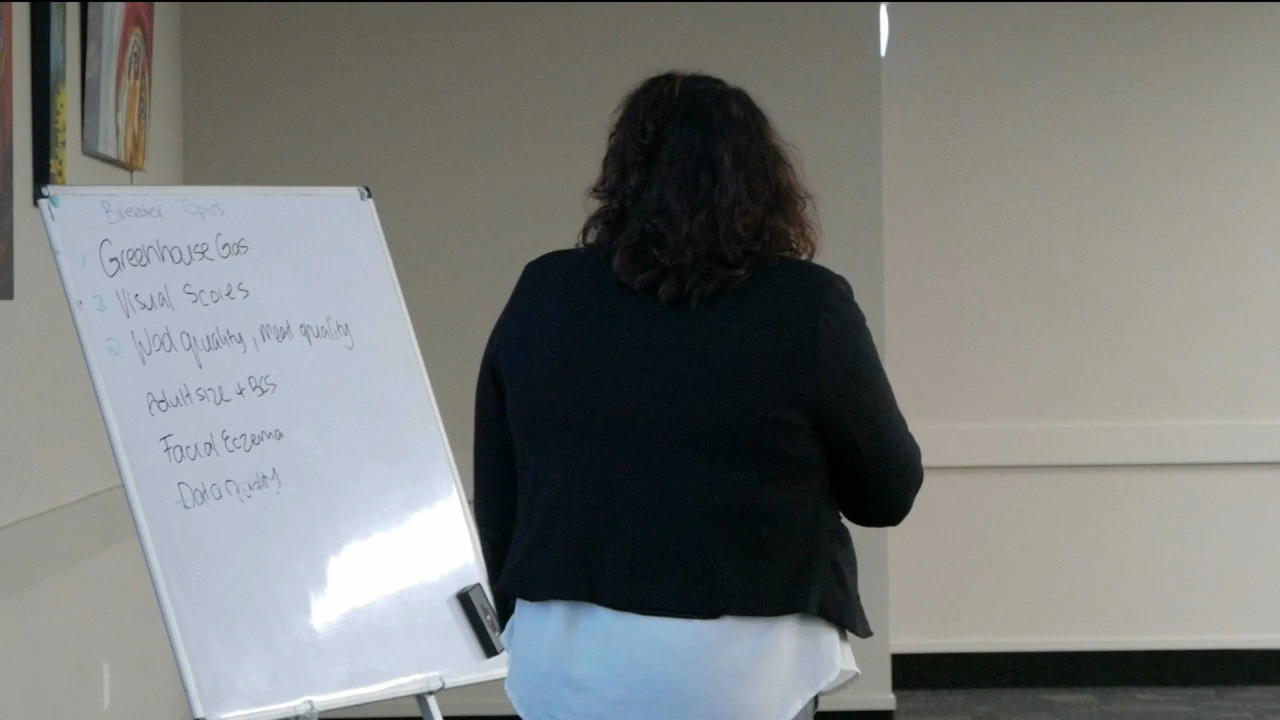 Breeder Topics
1 Greenhouse Gas
3 Visual Scores
2 Wool quality, meat quality
Adult size + BCS
Facial Eczema
Data Quality